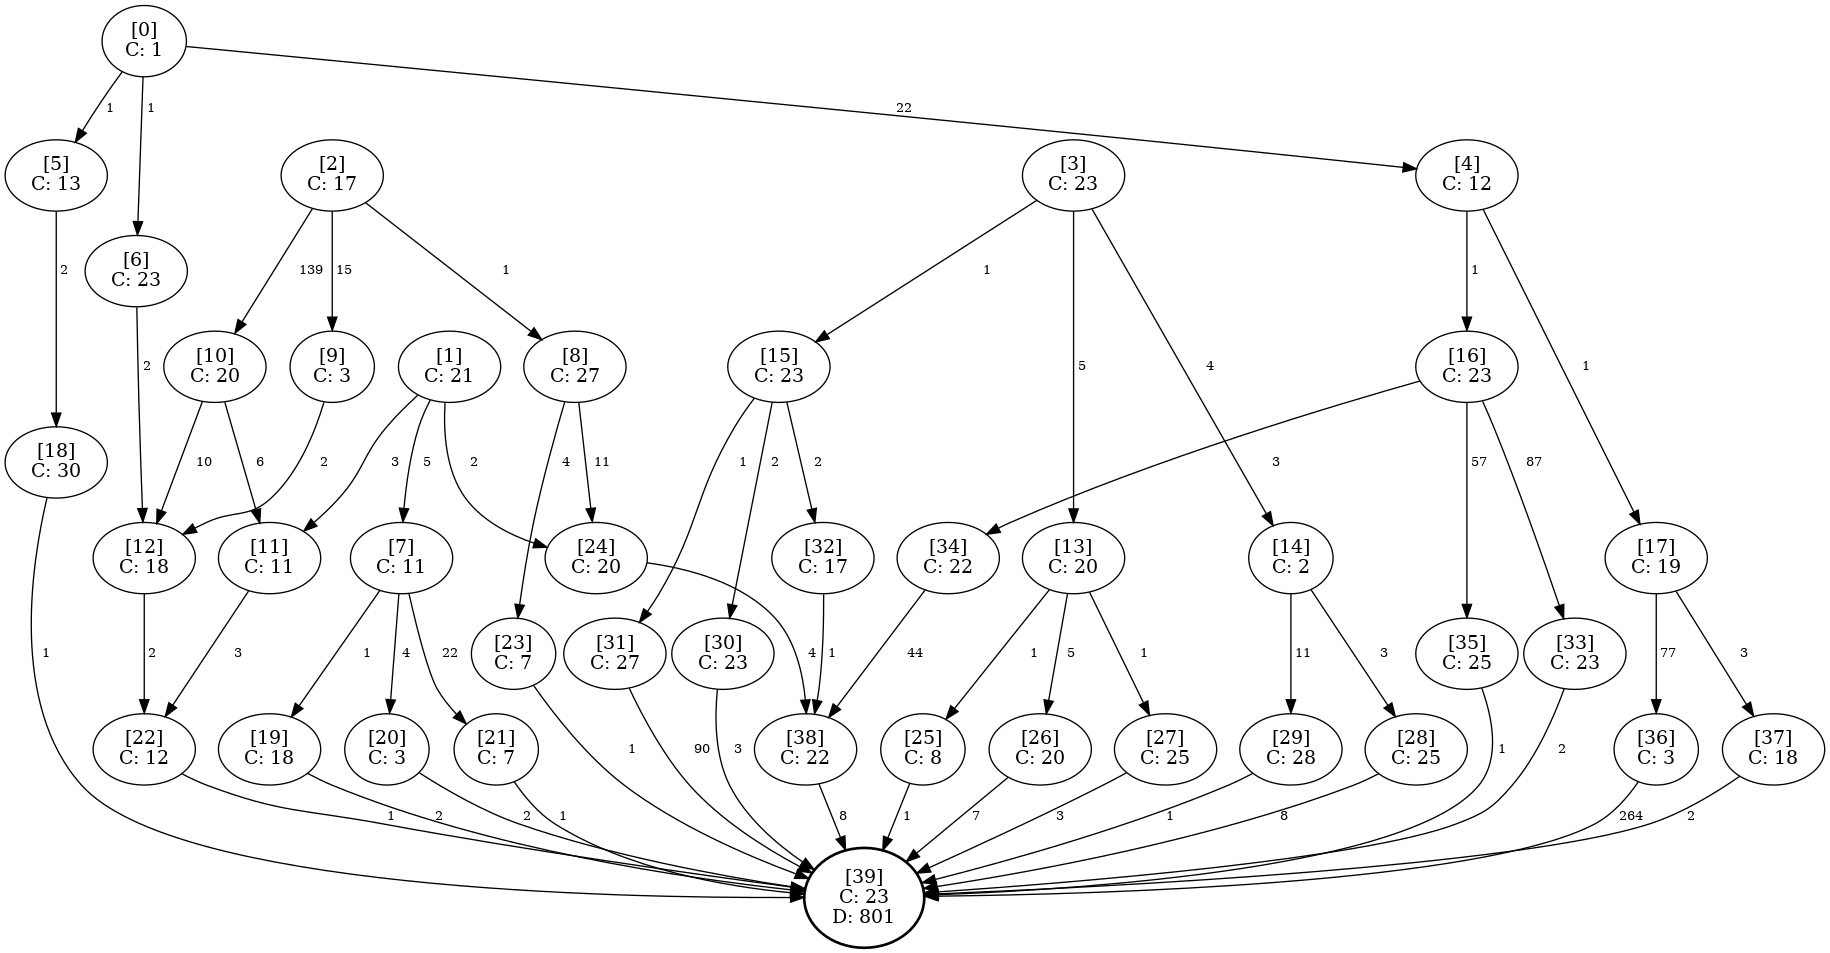 [0]
C: 1
1
1
22
[5]
C: 13
[2]
C: 17
[3]
C: 23
[4]
C: 12
2
[6]
C: 23
139
15
1
1
5
4
1
1
2
[10]
C: 20
[9]
C: 3
[1]
C: 21
[8]
C: 27
[15]
C: 23
[16]
C: 23
[18]
C: 30
10
6
2
3
5
2
4
11
1
2
2
3
57
87
[12]
C: 18
[11]
C: 11
[7]
C: 11
[24]
C: 20
[32]
C: 17
[34]
C: 22
[13]
C: 20
[14]
C: 2
[17]
C: 19
1
2
3
1
4
22
[23]
C: 7
[31]
C: 27
[30]
C: 23
4
1
44
1
5
1
11
3
[35]
C: 25
[33]
C: 23
77
3
[22]
C: 12
[19]
C: 18
[20]
C: 3
[21]
C: 7
1
90
3
[38]
C: 22
[25]
C: 8
[26]
C: 20
[27]
C: 25
[29]
C: 28
[28]
C: 25
1
2
[36]
C: 3
[37]
C: 18
1
2
2
1
8
1
7
3
1
8
264
2
[39]
C: 23
D: 801